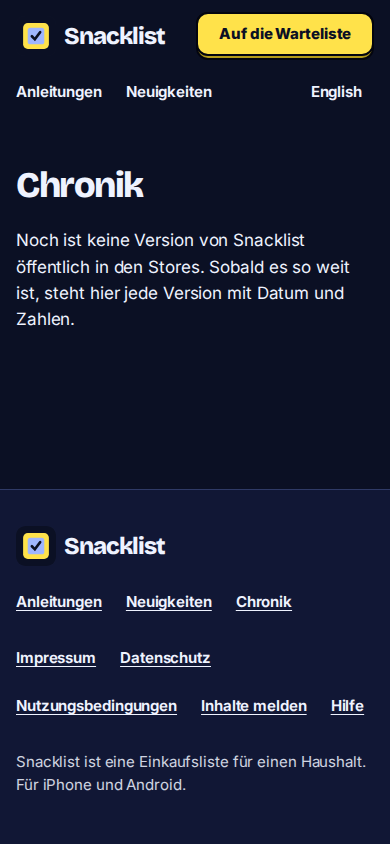 Snacklist
Auf die Warteliste
Anleitungen Neuigkeiten English
Chronik
Noch ist keine Version von Snacklist
öffentlich in den Stores. Sobald es so weit
ist, steht hier jede Version mit Datum und
Zahlen.
Snacklist
Anleitungen Neuigkeiten Chronik
Impressum Datenschutz
Nutzungsbedingungen Inhalte melden Hilfe
Snacklist ist eine Einkaufsliste für einen Haushalt.
Für iPhone und Android.